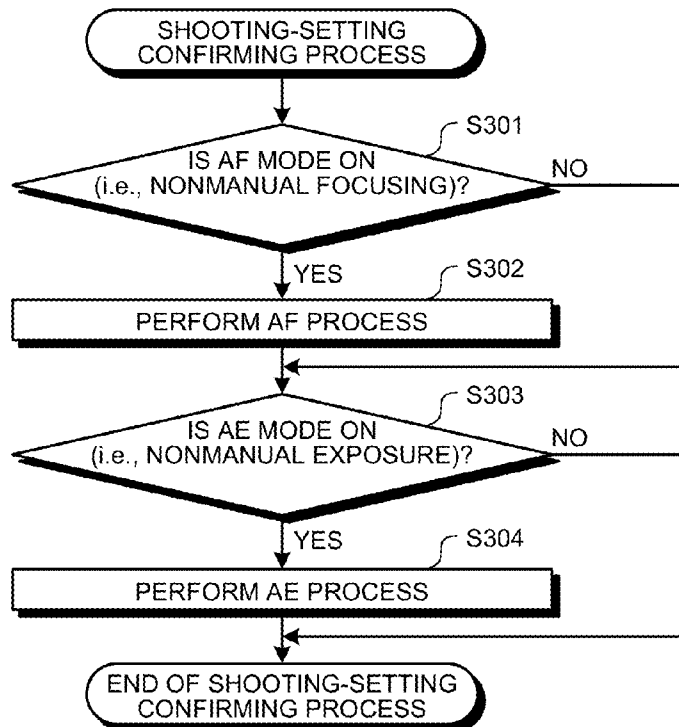 SHOOTING-SETTING
CONFIRMING PROCESS
S301
IS AF MODE ON
(i.e., NONMANUAL FOCUSING)?
NO
YES
S302
PERFORM AF PROCESS
S303
IS AE MODE ON
(i.e., NONMANUAL EXPOSURE)?
NO
YES
S304
PERFORM AE PROCESS
END OF SHOOTING-SETTING
CONFIRMING PROCESS